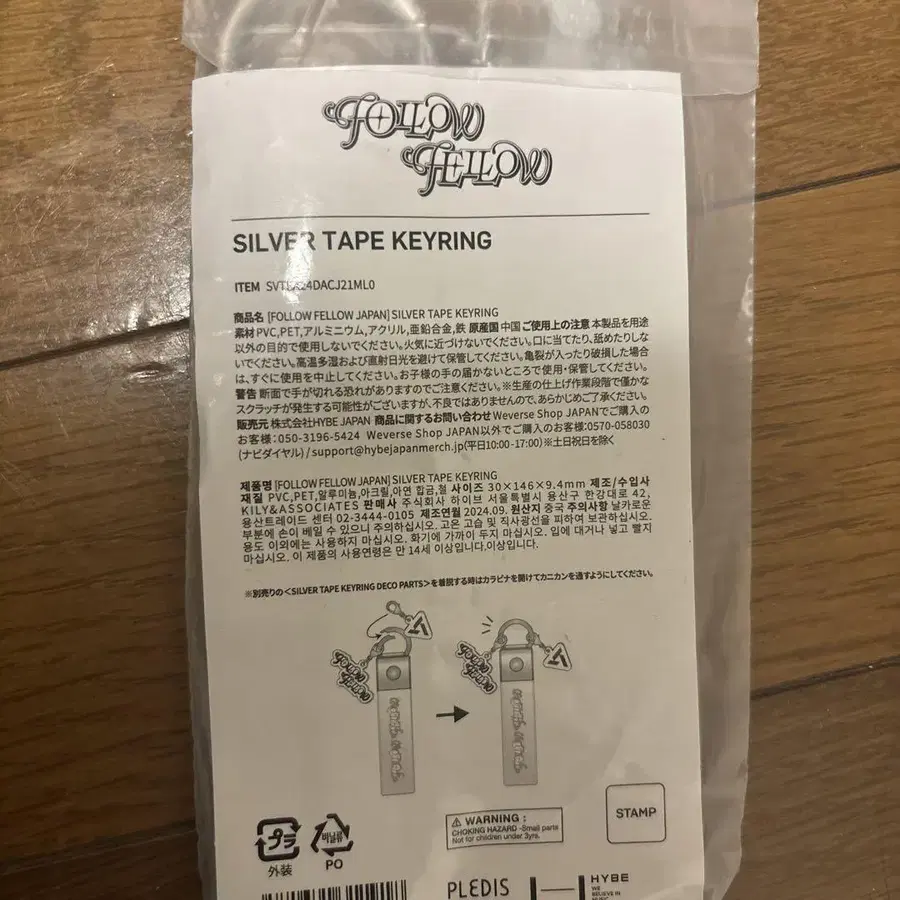 FOLLOW
FELLOW
SILVER TAPE KEYRING
ITEM SVTFA24DACJ21ML0
商品名 [FOLLOW FELLOW JAPAN] SILVER TAPE KEYRING
素材 PVC,PET,アルミニウム,アクリル,亜鉛合金,鉄 原産国 中国 ご使用上の注意 本製品を用途
以外の目的で使用しないでください。火気に近づけないでください。口に当てたり、舐めたりしな
いでください。高温多湿および直射日光を避けて保管してください。亀裂が入ったり破損した場合
は、すぐに使用を中止してください。お子様の手の届かないところで使用・保管してください。
警告 断面で手が切れる恐れがありますのでご注意ください。※生産の仕上げ作業段階で僅かな
スクラッチが発生する可能性がございますが、不良ではありませんので、あらかじめご了承ください。
販売元 株式会社HYBE JAPAN 商品に関するお問い合わせ Weverse Shop JAPANでご購入の
お客様：050-3196-5424 Weverse Shop JAPAN以外でご購入のお客様:0570-058030
(ナビダイヤル) / support@hybejapanmerch.jp(平日10:00 - 17:00)※土日祝日を除く
제품명 [FOLLOW FELLOW JAPAN] SILVER TAPE KEYRING
재질 PVC,PET,알루미늄,아크릴,아연 합금,철 사이즈 30×146×9.4mm 제조/수입사
KILY&ASSOCIATES 판매사 주식회사 하이브 서울특별시 용산구 한강대로 42,
용산트레이드 센터 02-3444-0105 제조연월 2024.09. 원산지 중국 주의사항 날카로운
부분에 손이 베일 수 있으니 주의하십시오. 고온 고습 및 직사광선을 피하여 보관하십시오.
용도 이외에는 사용하지 마십시오. 화기에 가까이 두지 마십시오. 입에 대거나 넣고 빨지
마십시오. 이 제품의 사용연령은 만 14세 이상입니다.이상입니다.
※別売りの<SILVER TAPE KEYRING DECO PARTS>を着脱する時はカラビナを開けてカニカンを通すようにしてください。
FOLLOW
FELLOW
FOLLOW
FELLOW
STAMP
WARNING :
CHOKING HAZARD -Small parts
Not for children under 3yrs.
プラ
外装
비닐류
PO
PLEDIS
HYBE
WE
BELIEVE IN
MUSIC